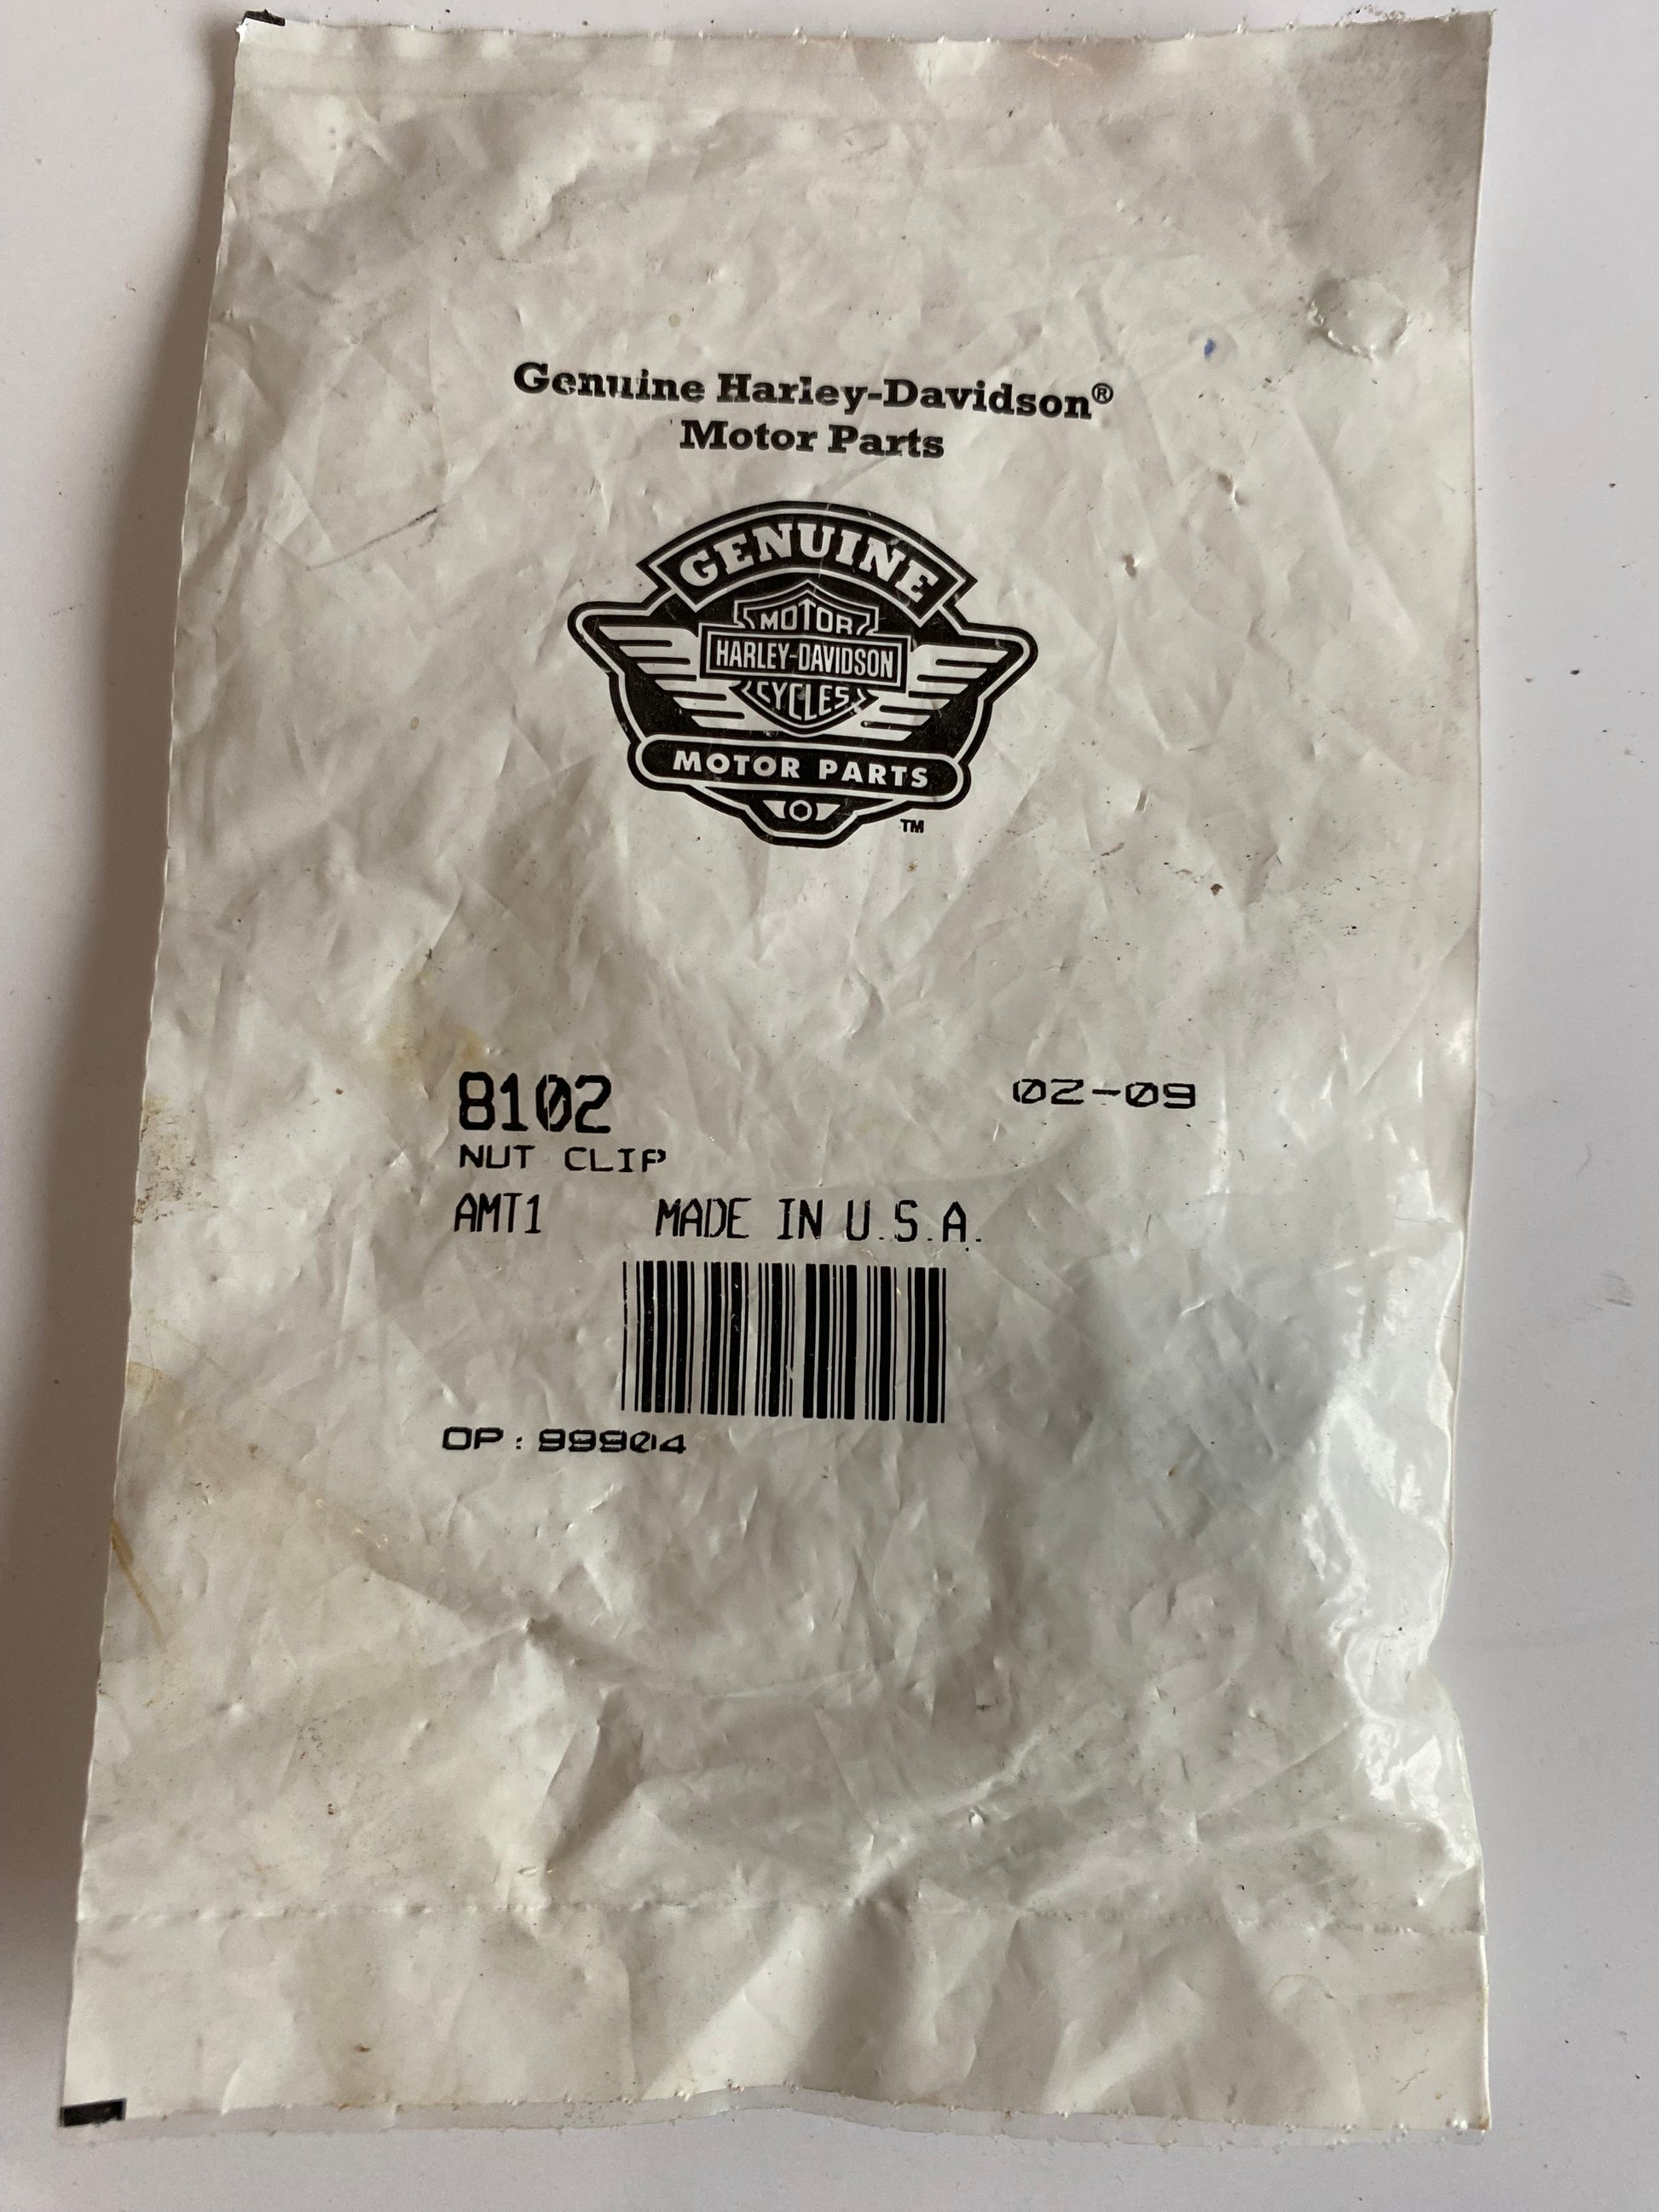 Genuine Harley-Davidson®
Motor Parts
GENUINE
MOTOR
HARLEY-DAVIDSON
CYCLES
MOTOR PARTS
TM
8102 02-09
NUT CLIP
AMT1 MADE IN U.S.A.
OP:99904